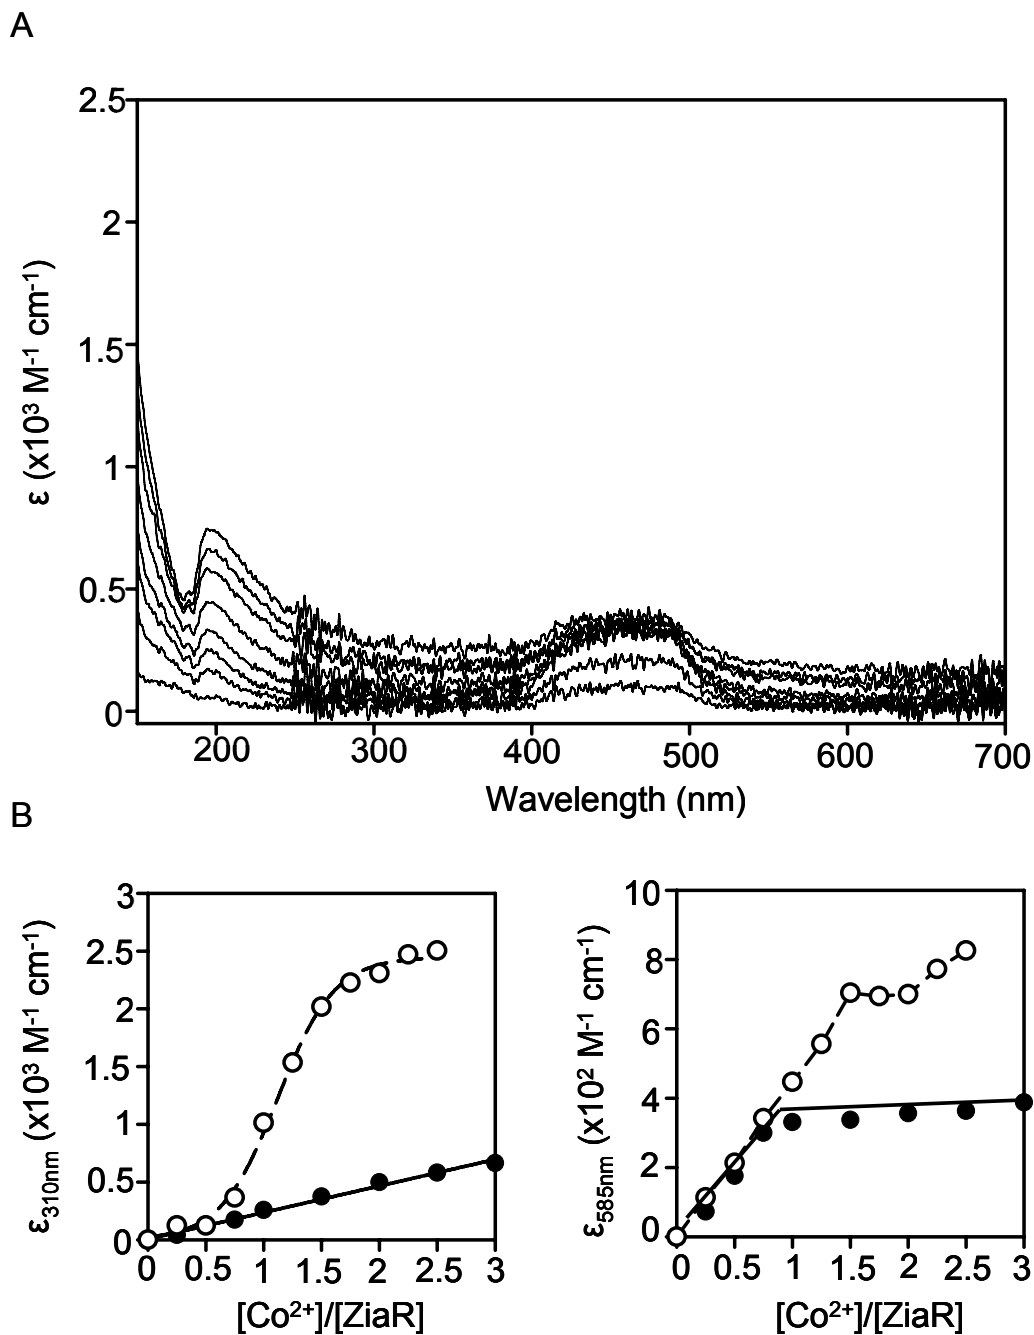 A
2.5
2
1.5
1
0.5
0
ε (x10³ M⁻¹ cm⁻¹)
200 300 400 500 600 700
Wavelength (nm)
B
3
2.5
2
1.5
1
0.5
0
ε310nm (x10³ M⁻¹ cm⁻¹)
0 0.5 1 1.5 2 2.5 3
[Co²⁺]/[ZiaR]
10
8
6
4
2
0
ε585nm (x10² M⁻¹ cm⁻¹)
0 0.5 1 1.5 2 2.5 3
[Co²⁺]/[ZiaR]